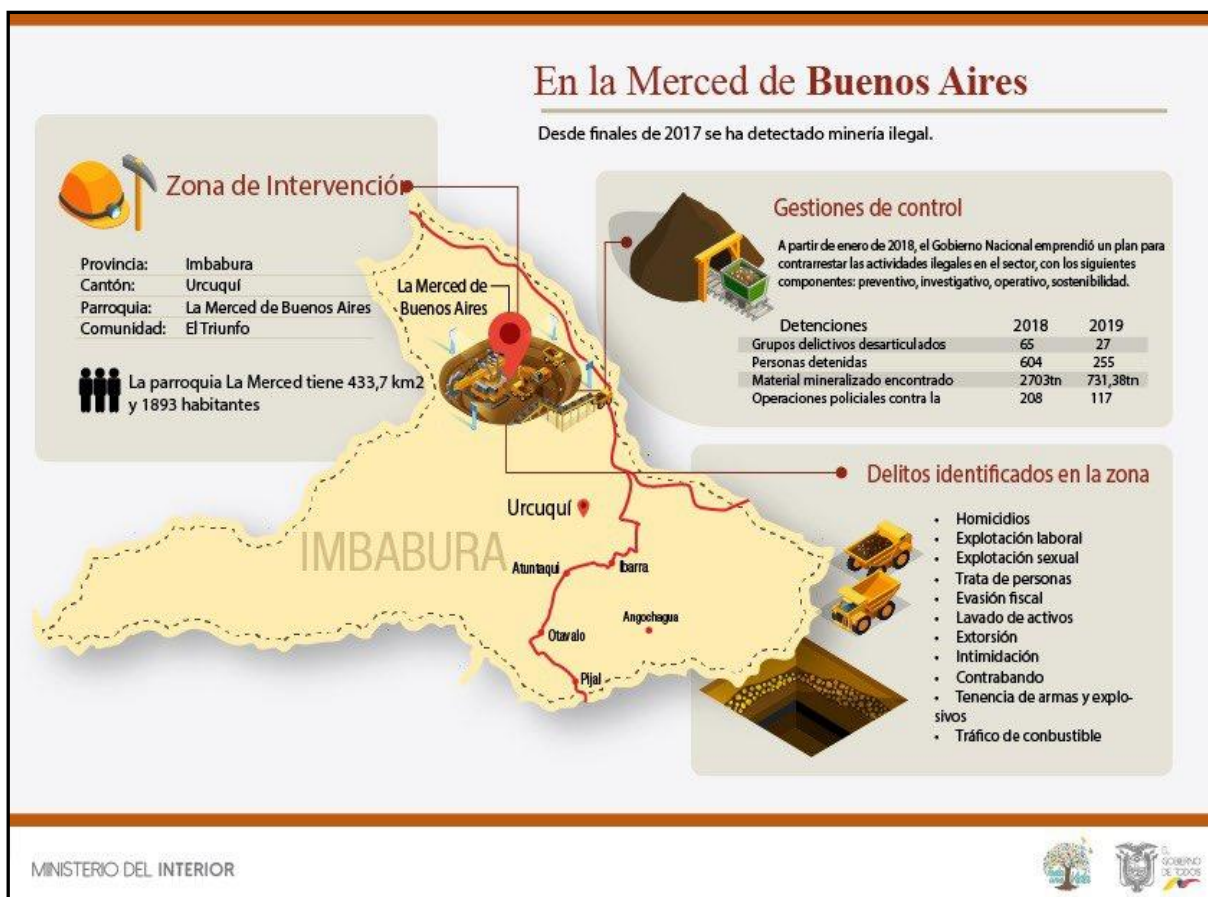 En la Merced de Buenos Aires
Desde finales de 2017 se ha detectado minería ilegal.
Zona de Intervención
Provincia: Imbabura
Cantón: Urcuquí
Parroquia: La Merced de Buenos Aires
Comunidad: El Triunfo
La parroquia La Merced tiene 433,7 km2
y 1893 habitantes
La Merced de
Buenos Aires
Urcuquí
IMBABURA
Atuntaqui
Ibarra
Angochagua
Otavalo
Pijal
Gestiones de control
A partir de enero de 2018, el Gobierno Nacional emprendió un plan para
contrarrestar las actividades ilegales en el sector, con los siguientes
componentes: preventivo, investigativo, operativo, sostenibilidad.
Detenciones 2018 2019
Grupos delictivos desarticulados 65 27
Personas detenidas 604 255
Material mineralizado encontrado 2703tn 731,38tn
Operaciones policiales contra la 208 117
Delitos identificados en la zona
• Homicidios
• Explotación laboral
• Explotación sexual
• Trata de personas
• Evasión fiscal
• Lavado de activos
• Extorsión
• Intimidación
• Contrabando
• Tenencia de armas y explo-
sivos
• Tráfico de combustible
MINISTERIO DEL INTERIOR
EL
GOBIERNO
DE TODOS